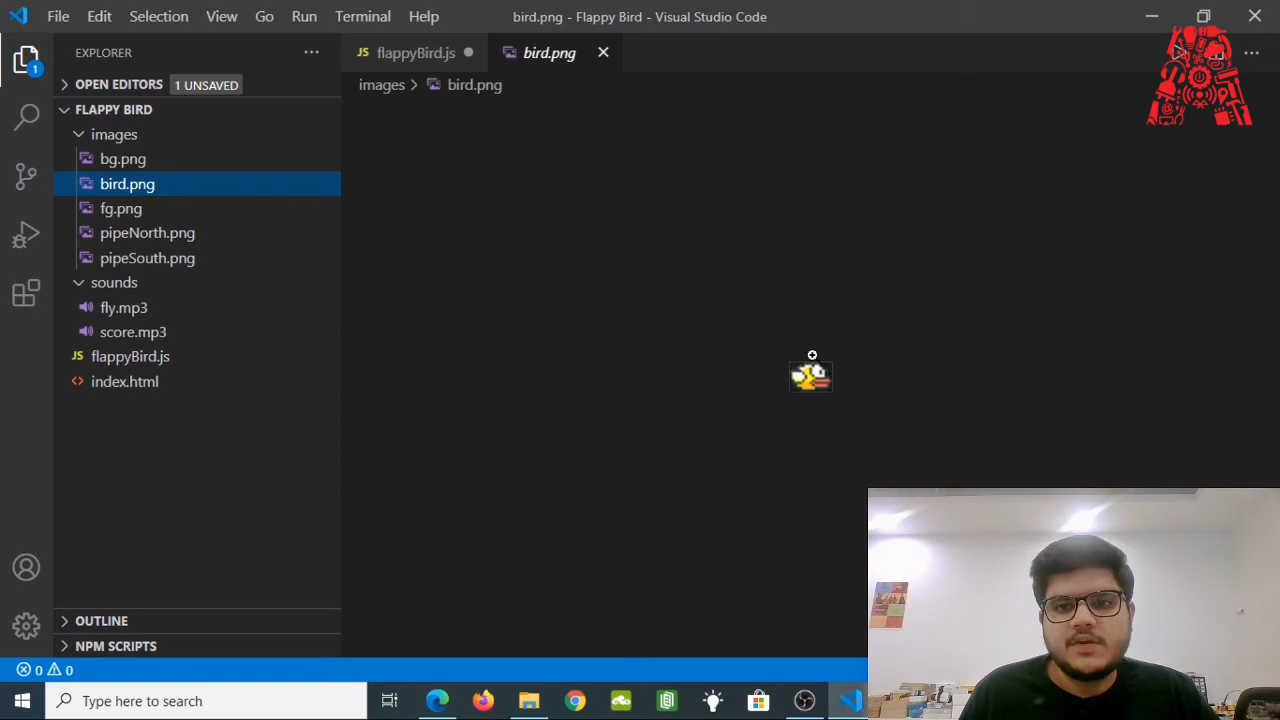 File Edit Selection View Go Run Terminal Help bird.png - Flappy Bird - Visual Studio Code
EXPLORER
JS flappyBird.js bird.png
OPEN EDITORS 1 UNSAVED
images bird.png
FLAPPY BIRD
images
bg.png
bird.png
fg.png
pipeNorth.png
pipeSouth.png
sounds
fly.mp3
score.mp3
JS flappyBird.js
<> index.html
1
OUTLINE
NPM SCRIPTS
0 0
Type here to search